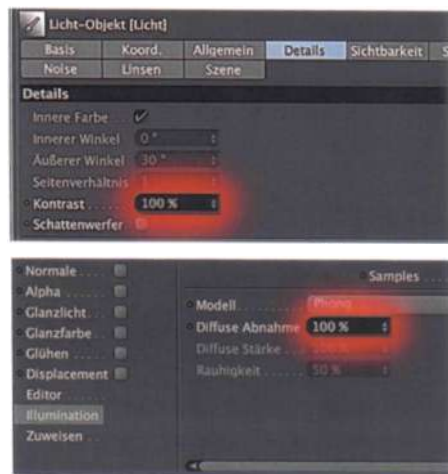 Licht-Objekt [Licht]
Basis Koord. Allgemein Details Sichtbarkeit S
Noise Linsen Szene
Details
Innere Farbe
Innerer Winkel 0 °
Äußerer Winkel 30 °
Seitenverhältnis 1
Kontrast 100 %
Schattenwerfer
Normale
Samples
Alpha
Glanzlicht
Modell Phong
Glanzfarbe
Diffuse Abnahme 100 %
Glühen
Diffuse Stärke 100 %
Displacement
Rauhigkeit 50 %
Editor
Illumination
Zuweisen